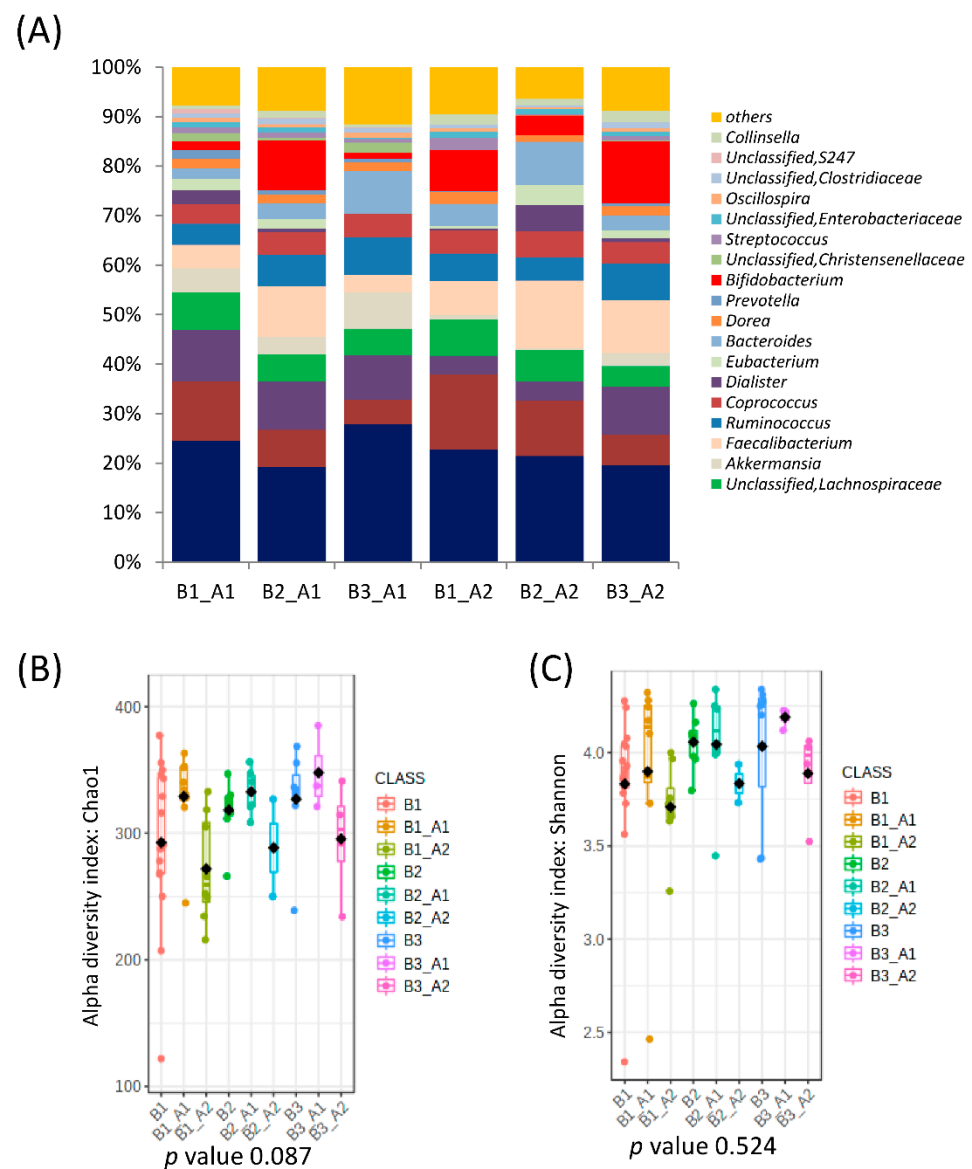 (A)
100%
90%
80%
70%
60%
50%
40%
30%
20%
10%
0%
B1_A1 B2_A1 B3_A1 B1_A2 B2_A2 B3_A2
others
Collinsella
Unclassified,S247
Unclassified,Clostridiaceae
Oscillospira
Unclassified,Enterobacteriaceae
Streptococcus
Unclassified,Christensenellaceae
Bifidobacterium
Prevotella
Dorea
Bacteroides
Eubacterium
Dialister
Coprococcus
Ruminococcus
Faecalibacterium
Akkermansia
Unclassified,Lachnospiraceae
(B)
Alpha diversity index: Chao1
400
300
200
100
B1 B1_A1 B1_A2 B2 B2_A1 B2_A2 B3 B3_A1 B3_A2
p value 0.087
CLASS
B1
B1_A1
B1_A2
B2
B2_A1
B2_A2
B3
B3_A1
B3_A2
(C)
Alpha diversity index: Shannon
4.0
3.5
3.0
2.5
B1 B1_A1 B1_A2 B2 B2_A1 B2_A2 B3 B3_A1 B3_A2
p value 0.524
CLASS
B1
B1_A1
B1_A2
B2
B2_A1
B2_A2
B3
B3_A1
B3_A2